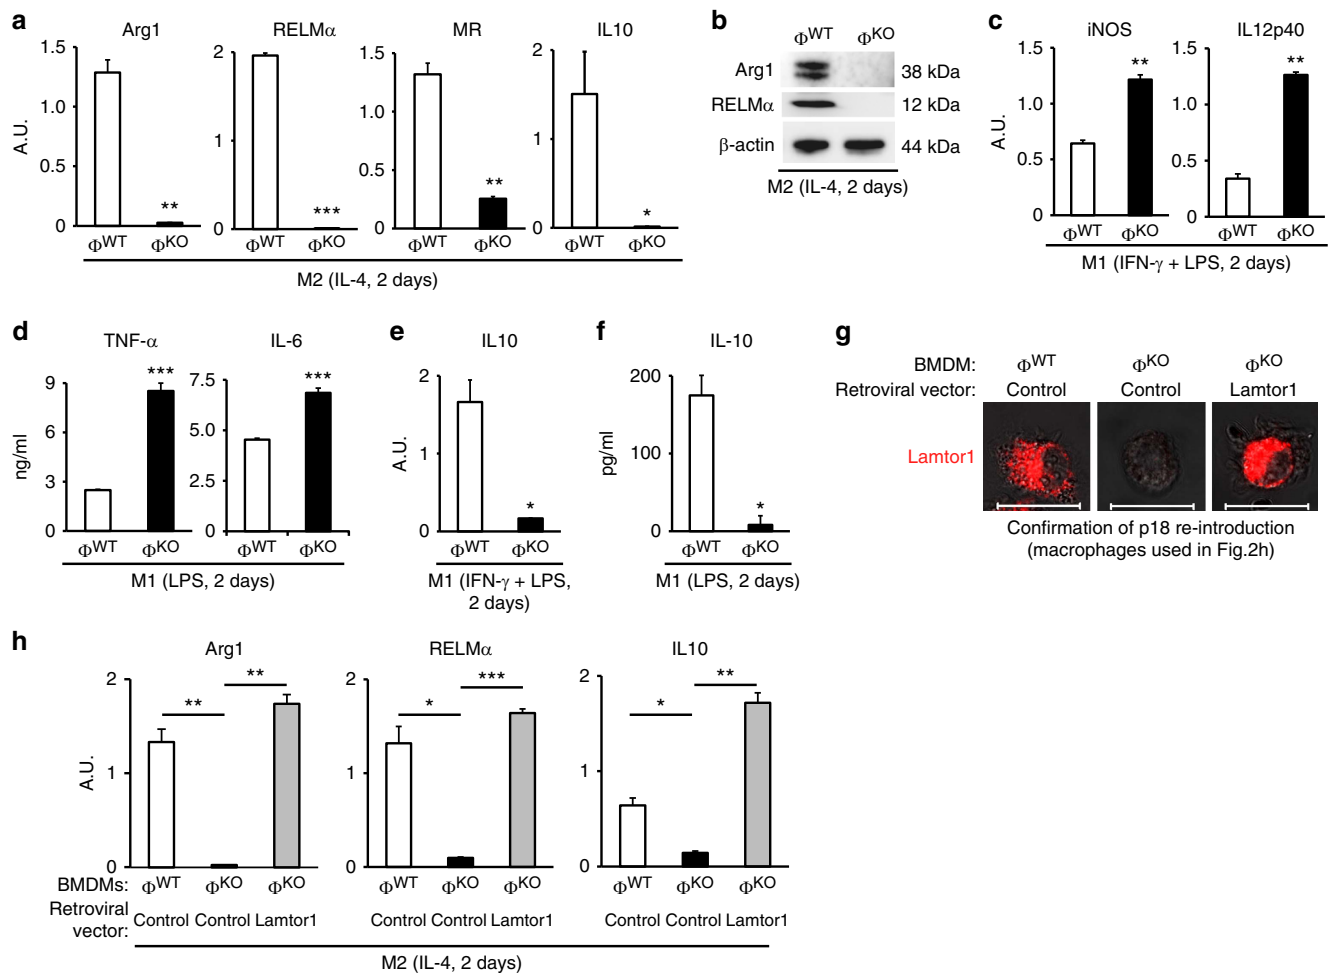 a
Arg1 RELMα MR IL10
A.U.
1.5
1.0
0.5
0
2
1
0
1.5
1.0
0.5
0
2
1
0
** *** ** *
ΦWT ΦKO ΦWT ΦKO ΦWT ΦKO ΦWT ΦKO
M2 (IL-4, 2 days)
b
ΦWT ΦKO
Arg1 38 kDa
RELMα 12 kDa
β-actin 44 kDa
M2 (IL-4, 2 days)
c
iNOS IL12p40
A.U.
1.5
1.0
0.5
0
1.5
1.0
0.5
0
** **
ΦWT ΦKO ΦWT ΦKO
M1 (IFN-γ + LPS, 2 days)
d
TNF-α IL-6
ng/ml
9
6
3
0
7.5
5.0
2.5
0
*** ***
ΦWT ΦKO ΦWT ΦKO
M1 (LPS, 2 days)
e
IL10
A.U.
2
1
0
*
ΦWT ΦKO
M1 (IFN-γ + LPS,
2 days)
f
IL-10
pg/ml
200
100
0
*
ΦWT ΦKO
M1 (LPS, 2 days)
g
BMDM: ΦWT ΦKO ΦKO
Retroviral vector: Control Control Lamtor1
Lamtor1
Confirmation of p18 re-introduction
(macrophages used in Fig.2h)
h
Arg1 RELMα IL10
A.U.
2
1
0
2
1
0
2
1
0
** ** * *** * **
BMDMs: ΦWT ΦKO ΦKO ΦWT ΦKO ΦKO ΦWT ΦKO ΦKO
Retroviral
vector: Control Control Lamtor1 Control Control Lamtor1 Control Control Lamtor1
M2 (IL-4, 2 days)